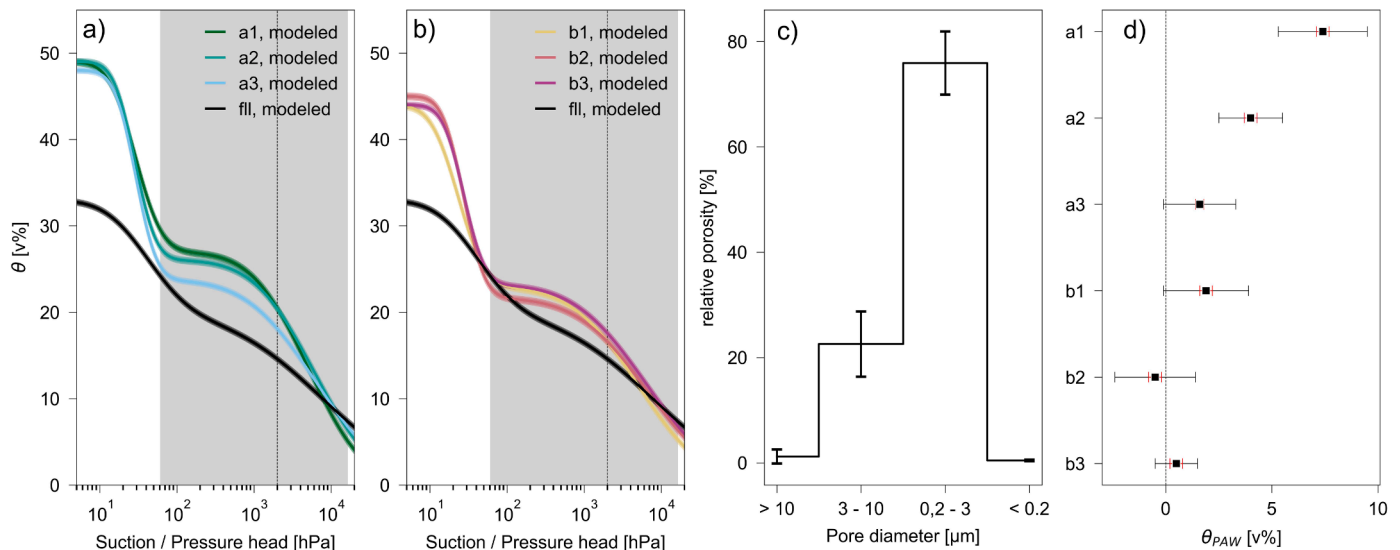 a)
a1, modeled
a2, modeled
a3, modeled
fll, modeled
θ [v%]
50
40
30
20
10
0
10¹ 10² 10³ 10⁴
Suction / Pressure head [hPa]
b)
b1, modeled
b2, modeled
b3, modeled
fll, modeled
50
40
30
20
10
0
10¹ 10² 10³ 10⁴
Suction / Pressure head [hPa]
c)
relative porosity [%]
80
60
40
20
0
> 10 3 - 10 0,2 - 3 < 0.2
Pore diameter [µm]
d)
a1
a2
a3
b1
b2
b3
0 5 10
θPAW [v%]